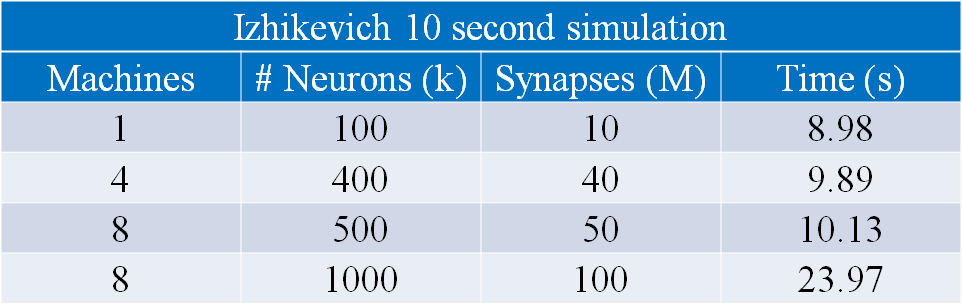 Izhikevich 10 second simulation
Machines # Neurons (k) Synapses (M) Time (s)
1 100 10 8.98
4 400 40 9.89
8 500 50 10.13
8 1000 100 23.97